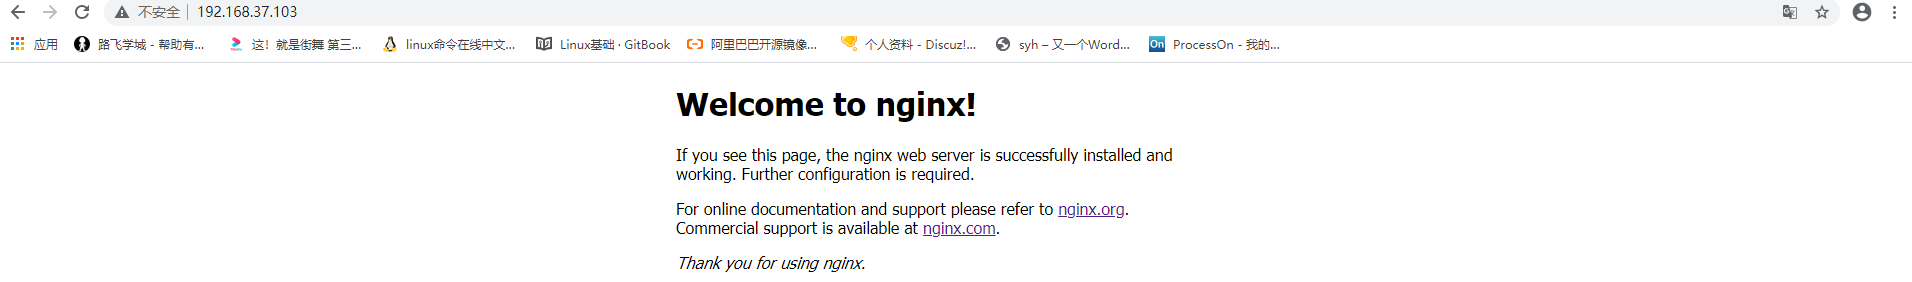 不安全 | 192.168.37.103
应用 路飞学城 - 帮助有... 这！就是街舞 第三... linux命令在线中文... Linux基础 · GitBook 阿里巴巴开源镜像... 个人资料 - Discuz!... syh – 又一个Word... On ProcessOn - 我的...
Welcome to nginx!
If you see this page, the nginx web server is successfully installed and
working. Further configuration is required.
For online documentation and support please refer to nginx.org.
Commercial support is available at nginx.com.
Thank you for using nginx.